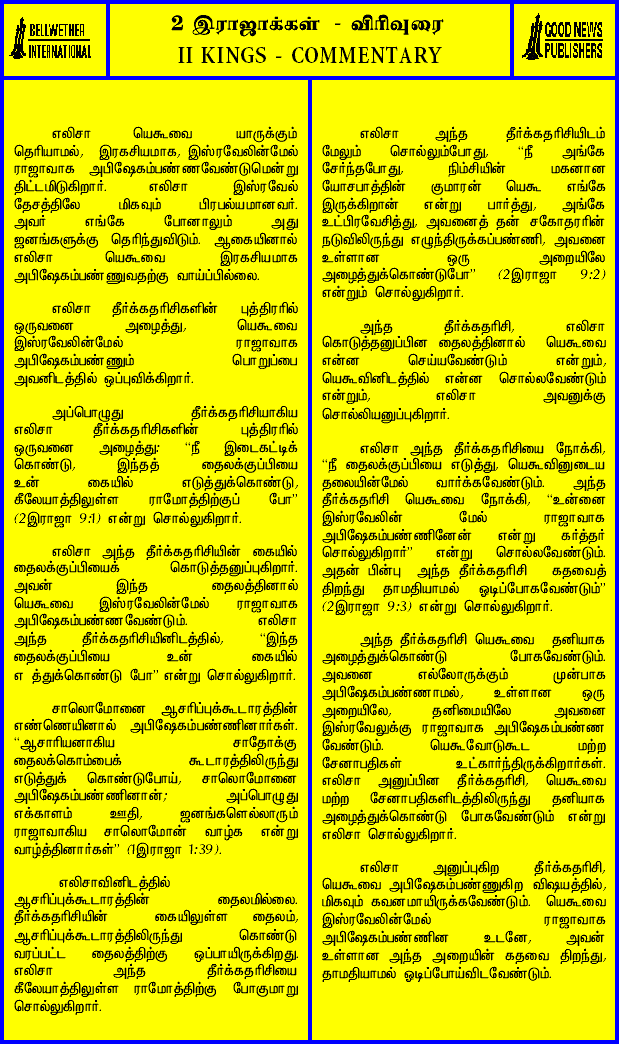 BELLWETHER
INTERNATIONAL
2 இராஜாக்கள் - விரிவுரை
II KINGS - COMMENTARY
GOOD NEWS
PUBLISHERS
எலிசா யெகூவை யாருக்கும்
தெரியாமல், இரகசியமாக, இஸ்ரவேலின்மேல்
ராஜாவாக அபிஷேகம்பண்ணவேண்டுமென்று
திட்டமிடுகிறார். எலிசா இஸ்ரவேல்
தேசத்திலே மிகவும் பிரபல்யமானவர்.
அவர் எங்கே போனாலும் அது
ஜனங்களுக்கு தெரிந்துவிடும். ஆகையினால்
எலிசா யெகூவை இரகசியமாக
அபிஷேகம்பண்ணுவதற்கு வாய்ப்பில்லை.
எலிசா தீர்க்கதரிசிகளின் புத்திரரில்
ஒருவனை அழைத்து, யெகூவை
இஸ்ரவேலின்மேல் ராஜாவாக
அபிஷேகம்பண்ணும் பொறுப்பை
அவனிடத்தில் ஒப்புவிக்கிறார்.
அப்பொழுது தீர்க்கதரிசியாகிய
எலிசா தீர்க்கதரிசிகளின் புத்திரரில்
ஒருவனை அழைத்து: “நீ இடைகட்டிக்
கொண்டு, இந்தத் தைலக்குப்பியை
உன் கையில் எடுத்துக்கொண்டு,
கீலேயாத்திலுள்ள ராமோத்திற்குப் போ”
(2இராஜா 9:1) என்று சொல்லுகிறார்.
எலிசா அந்த தீர்க்கதரிசியின் கையில்
தைலக்குப்பியைக் கொடுத்தனுப்புகிறார்.
அவன் இந்த தைலத்தினால்
யெகூவை இஸ்ரவேலின்மேல் ராஜாவாக
அபிஷேகம்பண்ணவேண்டும். எலிசா
அந்த தீர்க்கதரிசியினிடத்தில், “இந்த
தைலக்குப்பியை உன் கையில்
எ த்துக்கொண்டு போ” என்று சொல்லுகிறார்.
சாலொமோனை ஆசரிப்புக்கூடாரத்தின்
எண்ணெயினால் அபிஷேகம்பண்ணினார்கள்.
“ஆசாரியனாகிய சாதோக்கு
தைலக்கொம்பைக் கூடாரத்திலிருந்து
எடுத்துக் கொண்டுபோய், சாலொமோனை
அபிஷேகம்பண்ணினான்; அப்பொழுது
எக்காளம் ஊதி, ஜனங்களெல்லாரும்
ராஜாவாகிய சாலொமோன் வாழ்க என்று
வாழ்த்தினார்கள்” (1இராஜா 1:39).
எலிசாவினிடத்தில்
ஆசரிப்புக்கூடாரத்தின் தைலமில்லை.
தீர்க்கதரிசியின் கையிலுள்ள தைலம்,
ஆசரிப்புக்கூடாரத்திலிருந்து கொண்டு
வரப்பட்ட தைலத்திற்கு ஒப்பாயிருக்கிறது.
எலிசா அந்த தீர்க்கதரிசியை
கீலேயாத்திலுள்ள ராமோத்திற்கு போகுமாறு
சொல்லுகிறார்.
எலிசா அந்த தீர்க்கதரிசியிடம்
மேலும் சொல்லும்போது, “நீ அங்கே
சேர்ந்தபோது, நிம்சியின் மகனான
யோசபாத்தின் குமாரன் யெகூ எங்கே
இருக்கிறான் என்று பார்த்து, அங்கே
உட்பிரவேசித்து, அவனைத் தன் சகோதரரின்
நடுவிலிருந்து எழுந்திருக்கப்பண்ணி, அவனை
உள்ளான ஒரு அறையிலே
அழைத்துக்கொண்டுபோ” (2இராஜா 9:2)
என்றும் சொல்லுகிறார்.
அந்த தீர்க்கதரிசி, எலிசா
கொடுத்தனுப்பின தைலத்தினால் யெகூவை
என்ன செய்யவேண்டும் என்றும்,
யெகூவினிடத்தில் என்ன சொல்லவேண்டும்
என்றும், எலிசா அவனுக்கு
சொல்லியனுப்புகிறார்.
எலிசா அந்த தீர்க்கதரிசியை நோக்கி,
“நீ தைலக்குப்பியை எடுத்து, யெகூவினுடைய
தலையின்மேல் வார்க்கவேண்டும். அந்த
தீர்க்கதரிசி யெகூவை நோக்கி, “உன்னை
இஸ்ரவேலின் மேல் ராஜாவாக
அபிஷேகம்பண்ணினேன் என்று கர்த்தர்
சொல்லுகிறார்” என்று சொல்லவேண்டும்.
அதன் பின்பு அந்த தீர்க்கதரிசி கதவைத்
திறந்து தாமதியாமல் ஓடிப்போகவேண்டும்”
(2இராஜா 9:3) என்று சொல்லுகிறார்.
அந்த தீர்க்கதரிசி யெகூவை தனியாக
அழைத்துக்கொண்டு போகவேண்டும்.
அவனை எல்லோருக்கும் முன்பாக
அபிஷேகம்பண்ணாமல், உள்ளான ஒரு
அறையிலே, தனிமையிலே அவனை
இஸ்ரவேலுக்கு ராஜாவாக அபிஷேகம்பண்ண
வேண்டும். யெகூவோடுகூட மற்ற
சேனாபதிகள் உட்கார்ந்திருக்கிறார்கள்.
எலிசா அனுப்பின தீர்க்கதரிசி, யெகூவை
மற்ற சேனாபதிகளிடத்திலிருந்து தனியாக
அழைத்துக்கொண்டு போகவேண்டும் என்று
எலிசா சொல்லுகிறார்.
எலிசா அனுப்புகிற தீர்க்கதரிசி,
யெகூவை அபிஷேகம்பண்ணுகிற விஷயத்தில்,
மிகவும் கவனமாயிருக்கவேண்டும். யெகூவை
இஸ்ரவேலின்மேல் ராஜாவாக
அபிஷேகம்பண்ணின உடனே, அவன்
உள்ளான அந்த அறையின் கதவை திறந்து,
தாமதியாமல் ஓடிப்போய்விடவேண்டும்.